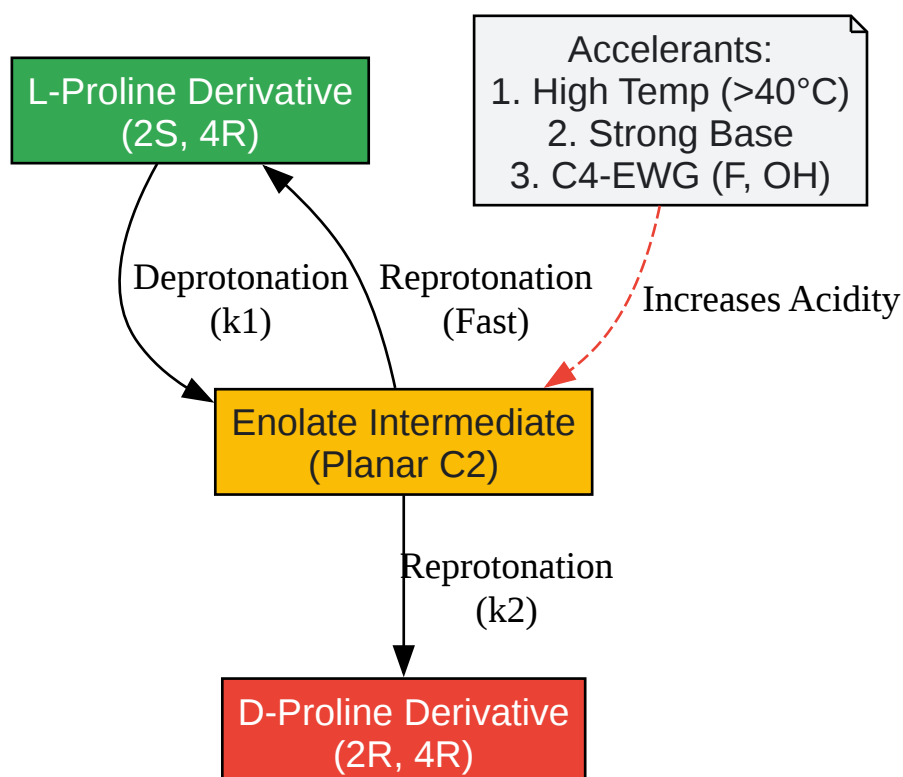 Accelerants:
1. High Temp (>40°C)
2. Strong Base
3. C4-EWG (F, OH)
L-Proline Derivative
(2S, 4R)
Deprotonation
(k1)
Reprotonation
(Fast)
Increases Acidity
Enolate Intermediate
(Planar C2)
Reprotonation
(k2)
D-Proline Derivative
(2R, 4R)